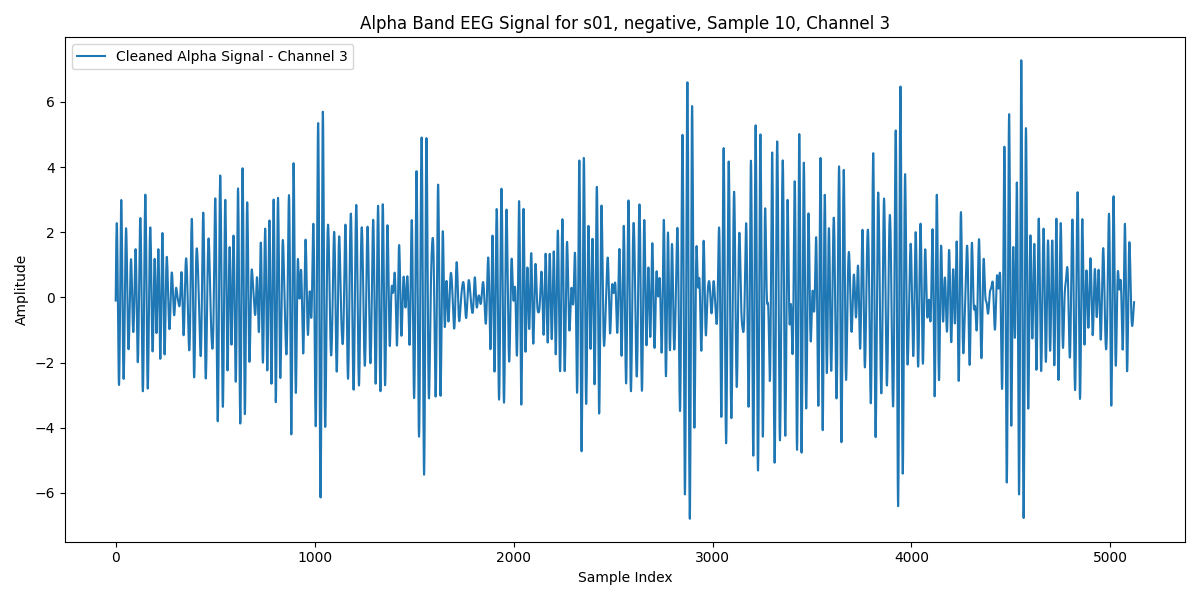 Alpha Band EEG Signal for s01, negative, Sample 10, Channel 3
Cleaned Alpha Signal - Channel 3
6
4
2
0
−2
−4
−6
Amplitude
0 1000 2000 3000 4000 5000
Sample Index